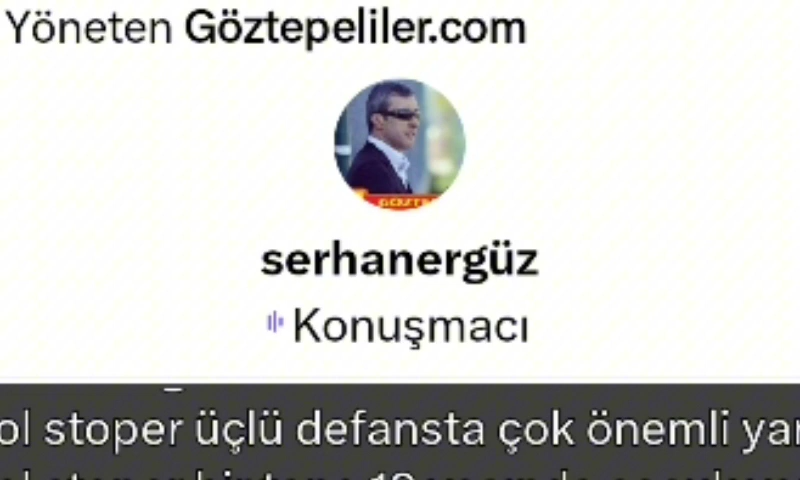 Yöneten Göztepeliler.com
serhanergüz
Konuşmacı
ol stoper üçlü defansta çok önemli yar